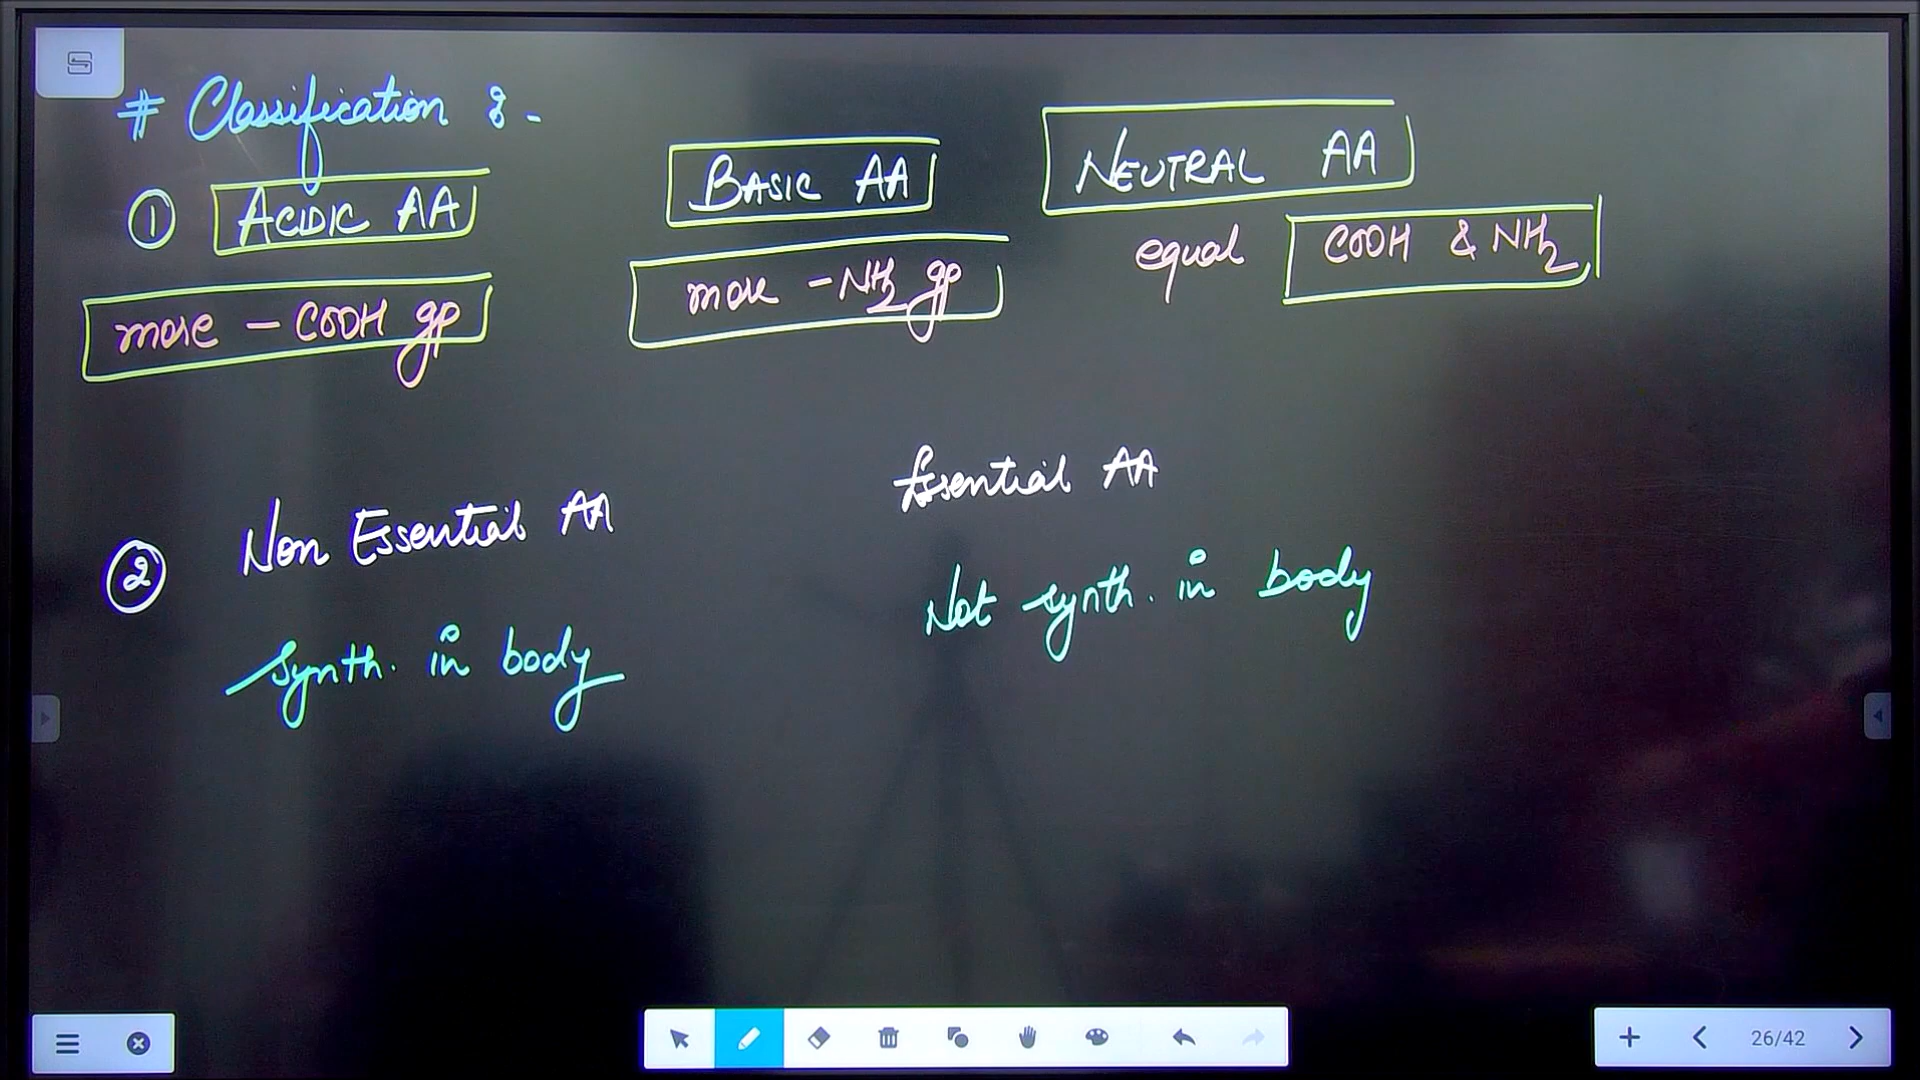 # Classification :-
① ACIDIC AA BASIC AA NEUTRAL AA
more - COOH gp more - NH2 gp equal COOH & NH2
② Non Essential AA Essential AA
synth. in body Not synth. in body
26/42